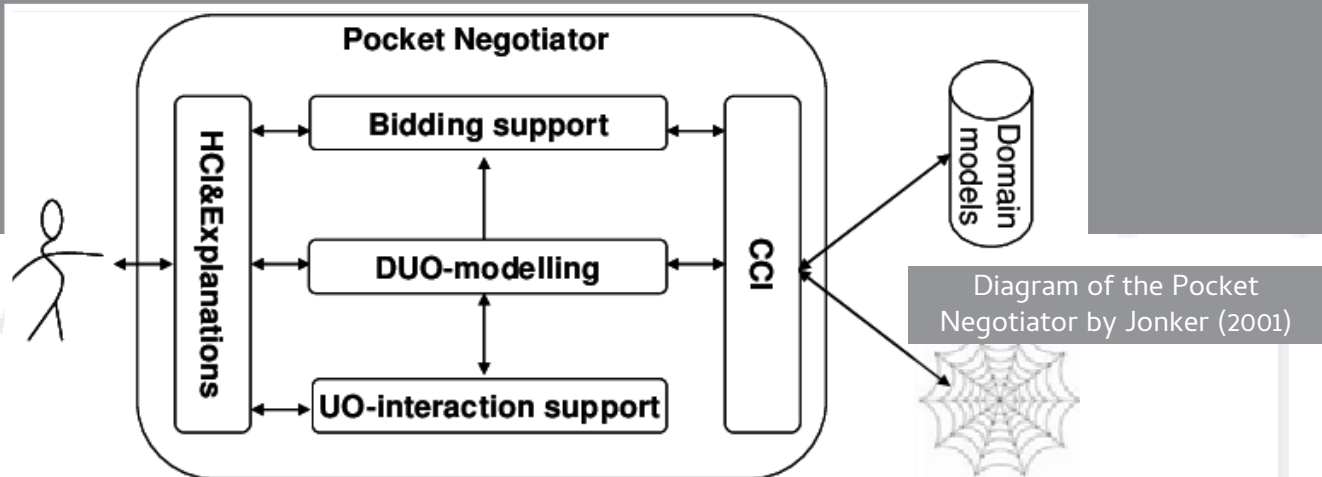 Pocket Negotiator
HCI&Explanations
Bidding support
DUO-modelling
UO-interaction support
CCI
Domain
models
Diagram of the Pocket
Negotiator by Jonker (2001)